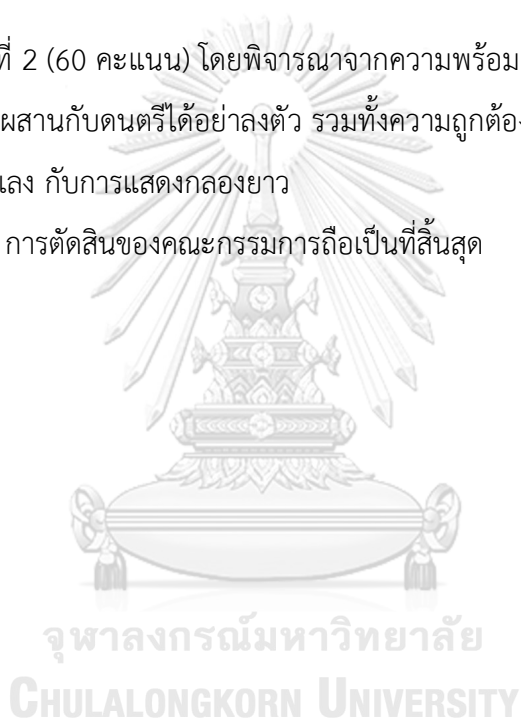 ที่ 2 (60 คะแนน) โดยพิจารณาจากความพร้อม
ผสานกับดนตรีได้อย่างลงตัว รวมทั้งความถูกต้อง
เลง กับการแสดงกลองยาว
การตัดสินของคณะกรรมการถือเป็นที่สิ้นสุด
จุฬาลงกรณ์มหาวิทยาลัย
CHULALONGKORN UNIVERSITY